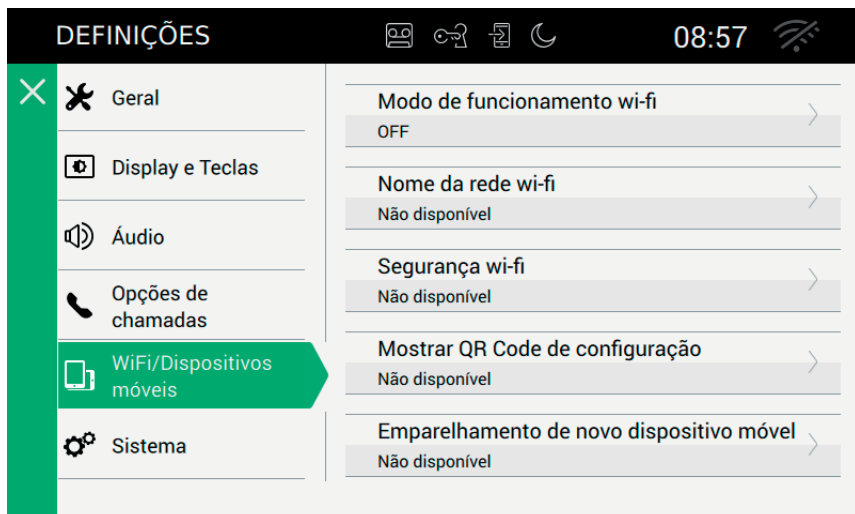 DEFINIÇÕES
08:57
Geral
Display e Teclas
Áudio
Opções de
chamadas
WiFi/Dispositivos
móveis
Sistema
Modo de funcionamento wi-fi
OFF
Nome da rede wi-fi
Não disponível
Segurança wi-fi
Não disponível
Mostrar QR Code de configuração
Não disponível
Emparelhamento de novo dispositivo móvel
Não disponível